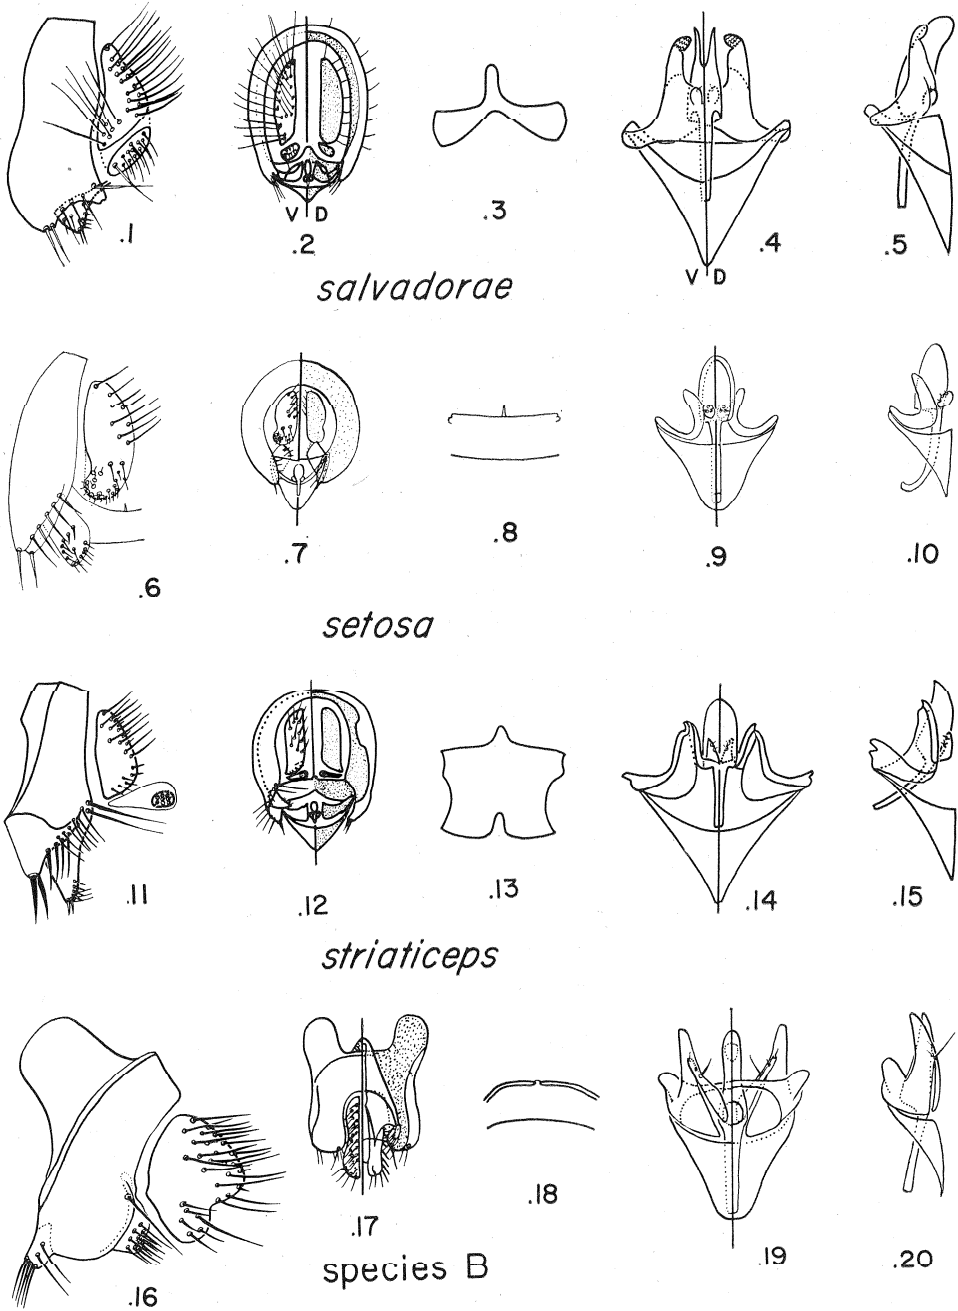 V D
.1 .2 .3 .4 .5
V D
salvadorae
.6 .7 .8 .9 .10
setosa
.11 .12 .13 .14 .15
striaticeps
.16 .17 .18 .19 .20
species B